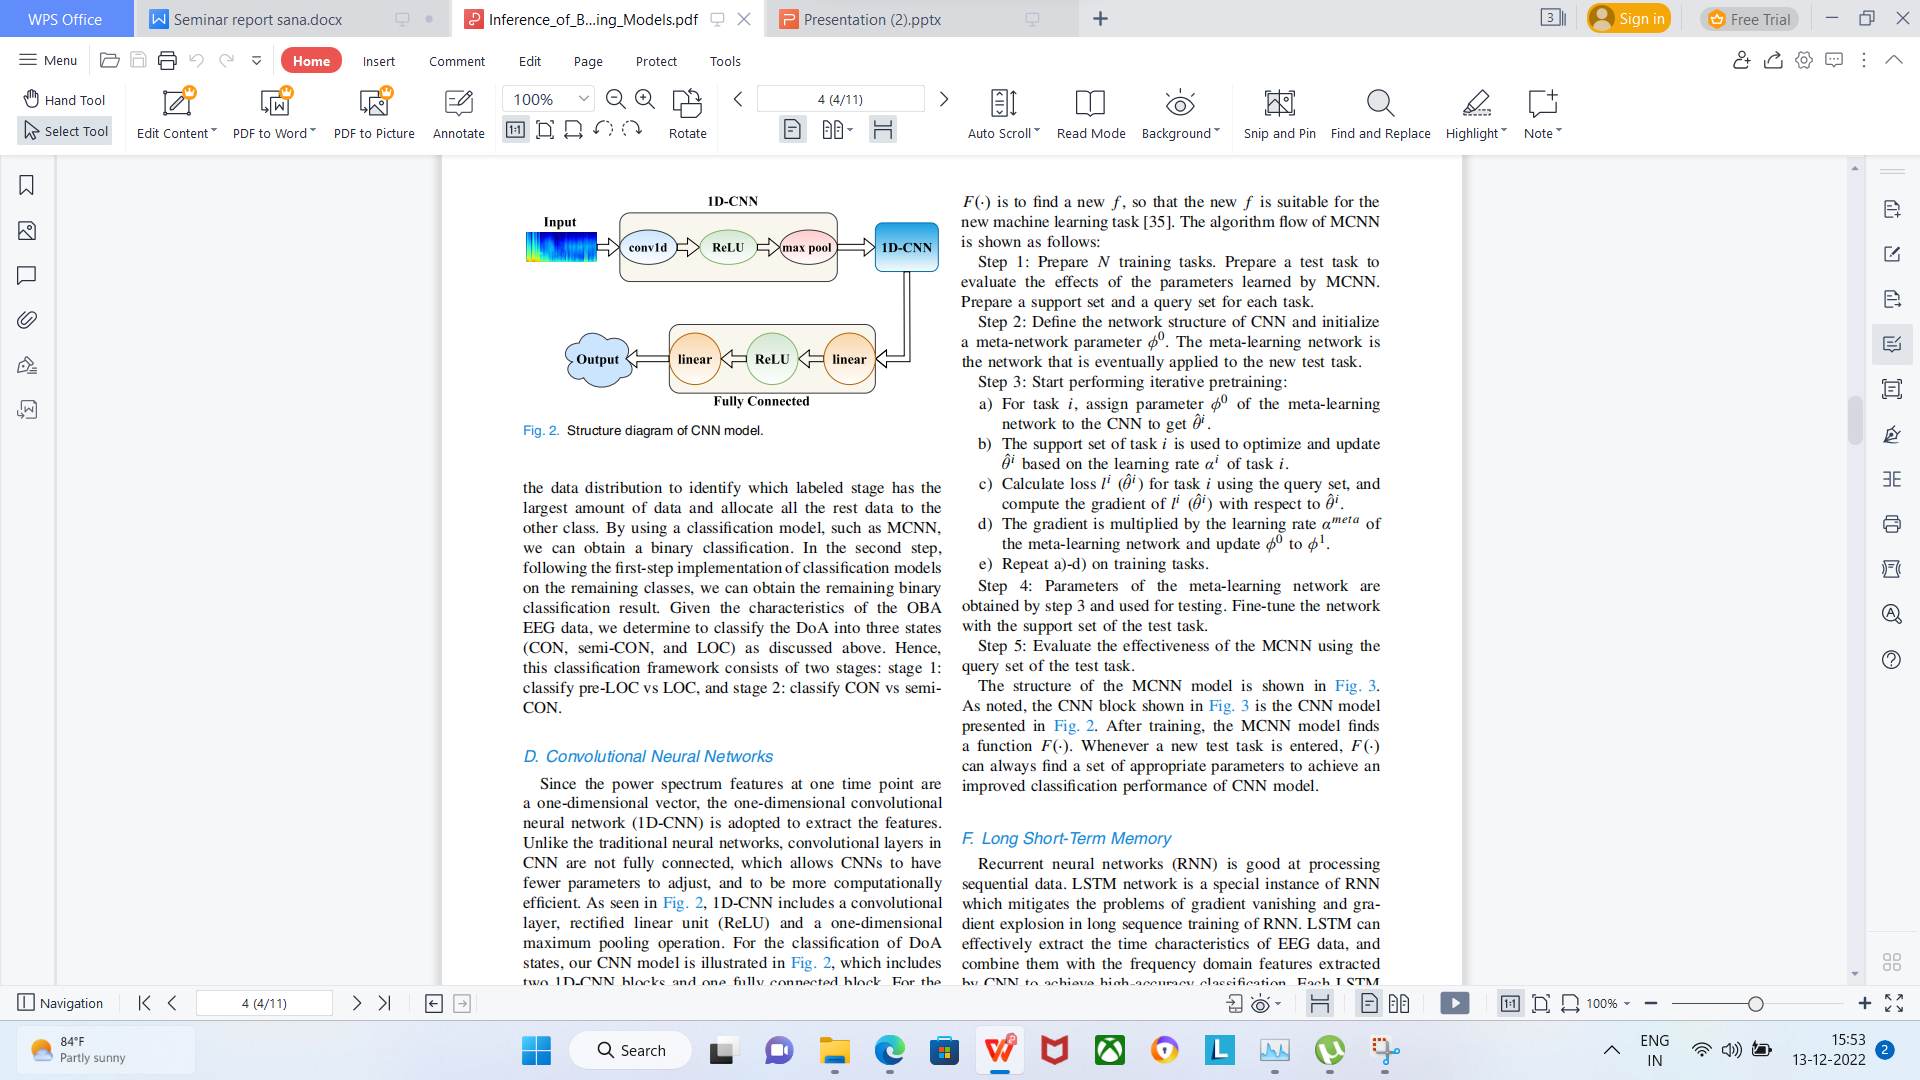 WPS Office
Seminar report sana.docx
Inference_of_B...ing_Models.pdf
Presentation (2).pptx
3
Sign in
Free Trial
Menu
Home
Insert
Comment
Edit
Page
Protect
Tools
Hand Tool
Select Tool
Edit Content
PDF to Word
PDF to Picture
Annotate
100%
1:1
Rotate
4 (4/11)
Auto Scroll
Read Mode
Background
Snip and Pin
Find and Replace
Highlight
Note
1D-CNN
Input
conv1d
ReLU
max pool
1D-CNN
Output
linear
ReLU
linear
Fully Connected
Fig. 2. Structure diagram of CNN model.
the data distribution to identify which labeled stage has the
largest amount of data and allocate all the rest data to the
other class. By using a classification model, such as MCNN,
we can obtain a binary classification. In the second step,
following the first-step implementation of classification models
on the remaining classes, we can obtain the remaining binary
classification result. Given the characteristics of the OBA
EEG data, we determine to classify the DoA into three states
(CON, semi-CON, and LOC) as discussed above. Hence,
this classification framework consists of two stages: stage 1:
classify pre-LOC vs LOC, and stage 2: classify CON vs semi-
CON.
D. Convolutional Neural Networks
Since the power spectrum features at one time point are
a one-dimensional vector, the one-dimensional convolutional
neural network (1D-CNN) is adopted to extract the features.
Unlike the traditional neural networks, convolutional layers in
CNN are not fully connected, which allows CNNs to have
fewer parameters to adjust, and to be more computationally
efficient. As seen in Fig. 2, 1D-CNN includes a convolutional
layer, rectified linear unit (ReLU) and a one-dimensional
maximum pooling operation. For the classification of DoA
states, our CNN model is illustrated in Fig. 2, which includes
two 1D-CNN blocks and one fully connected block. For the
F(·) is to find a new f, so that the new f is suitable for the
new machine learning task [35]. The algorithm flow of MCNN
is shown as follows:
Step 1: Prepare N training tasks. Prepare a test task to
evaluate the effects of the parameters learned by MCNN.
Prepare a support set and a query set for each task.
Step 2: Define the network structure of CNN and initialize
a meta-network parameter ϕ⁰. The meta-learning network is
the network that is eventually applied to the new test task.
Step 3: Start performing iterative pretraining:
a) For task i, assign parameter ϕ⁰ of the meta-learning
network to the CNN to get θ̂ⁱ.
b) The support set of task i is used to optimize and update
θ̂ⁱ based on the learning rate αⁱ of task i.
c) Calculate loss lⁱ (θ̂ⁱ) for task i using the query set, and
compute the gradient of lⁱ (θ̂ⁱ) with respect to θ̂ⁱ.
d) The gradient is multiplied by the learning rate α^meta of
the meta-learning network and update ϕ⁰ to ϕ¹.
e) Repeat a)-d) on training tasks.
Step 4: Parameters of the meta-learning network are
obtained by step 3 and used for testing. Fine-tune the network
with the support set of the test task.
Step 5: Evaluate the effectiveness of the MCNN using the
query set of the test task.
The structure of the MCNN model is shown in Fig. 3.
As noted, the CNN block shown in Fig. 3 is the CNN model
presented in Fig. 2. After training, the MCNN model finds
a function F(·). Whenever a new test task is entered, F(·)
can always find a set of appropriate parameters to achieve an
improved classification performance of CNN model.
F. Long Short-Term Memory
Recurrent neural networks (RNN) is good at processing
sequential data. LSTM network is a special instance of RNN
which mitigates the problems of gradient vanishing and gra-
dient explosion in long sequence training of RNN. LSTM can
effectively extract the time characteristics of EEG data, and
combine them with the frequency domain features extracted
by CNN to achieve high-accuracy classification. Each LSTM
Navigation
4 (4/11)
1:1
100%
84°F
Partly sunny
Search
L
ENG
IN
15:53
13-12-2022
2